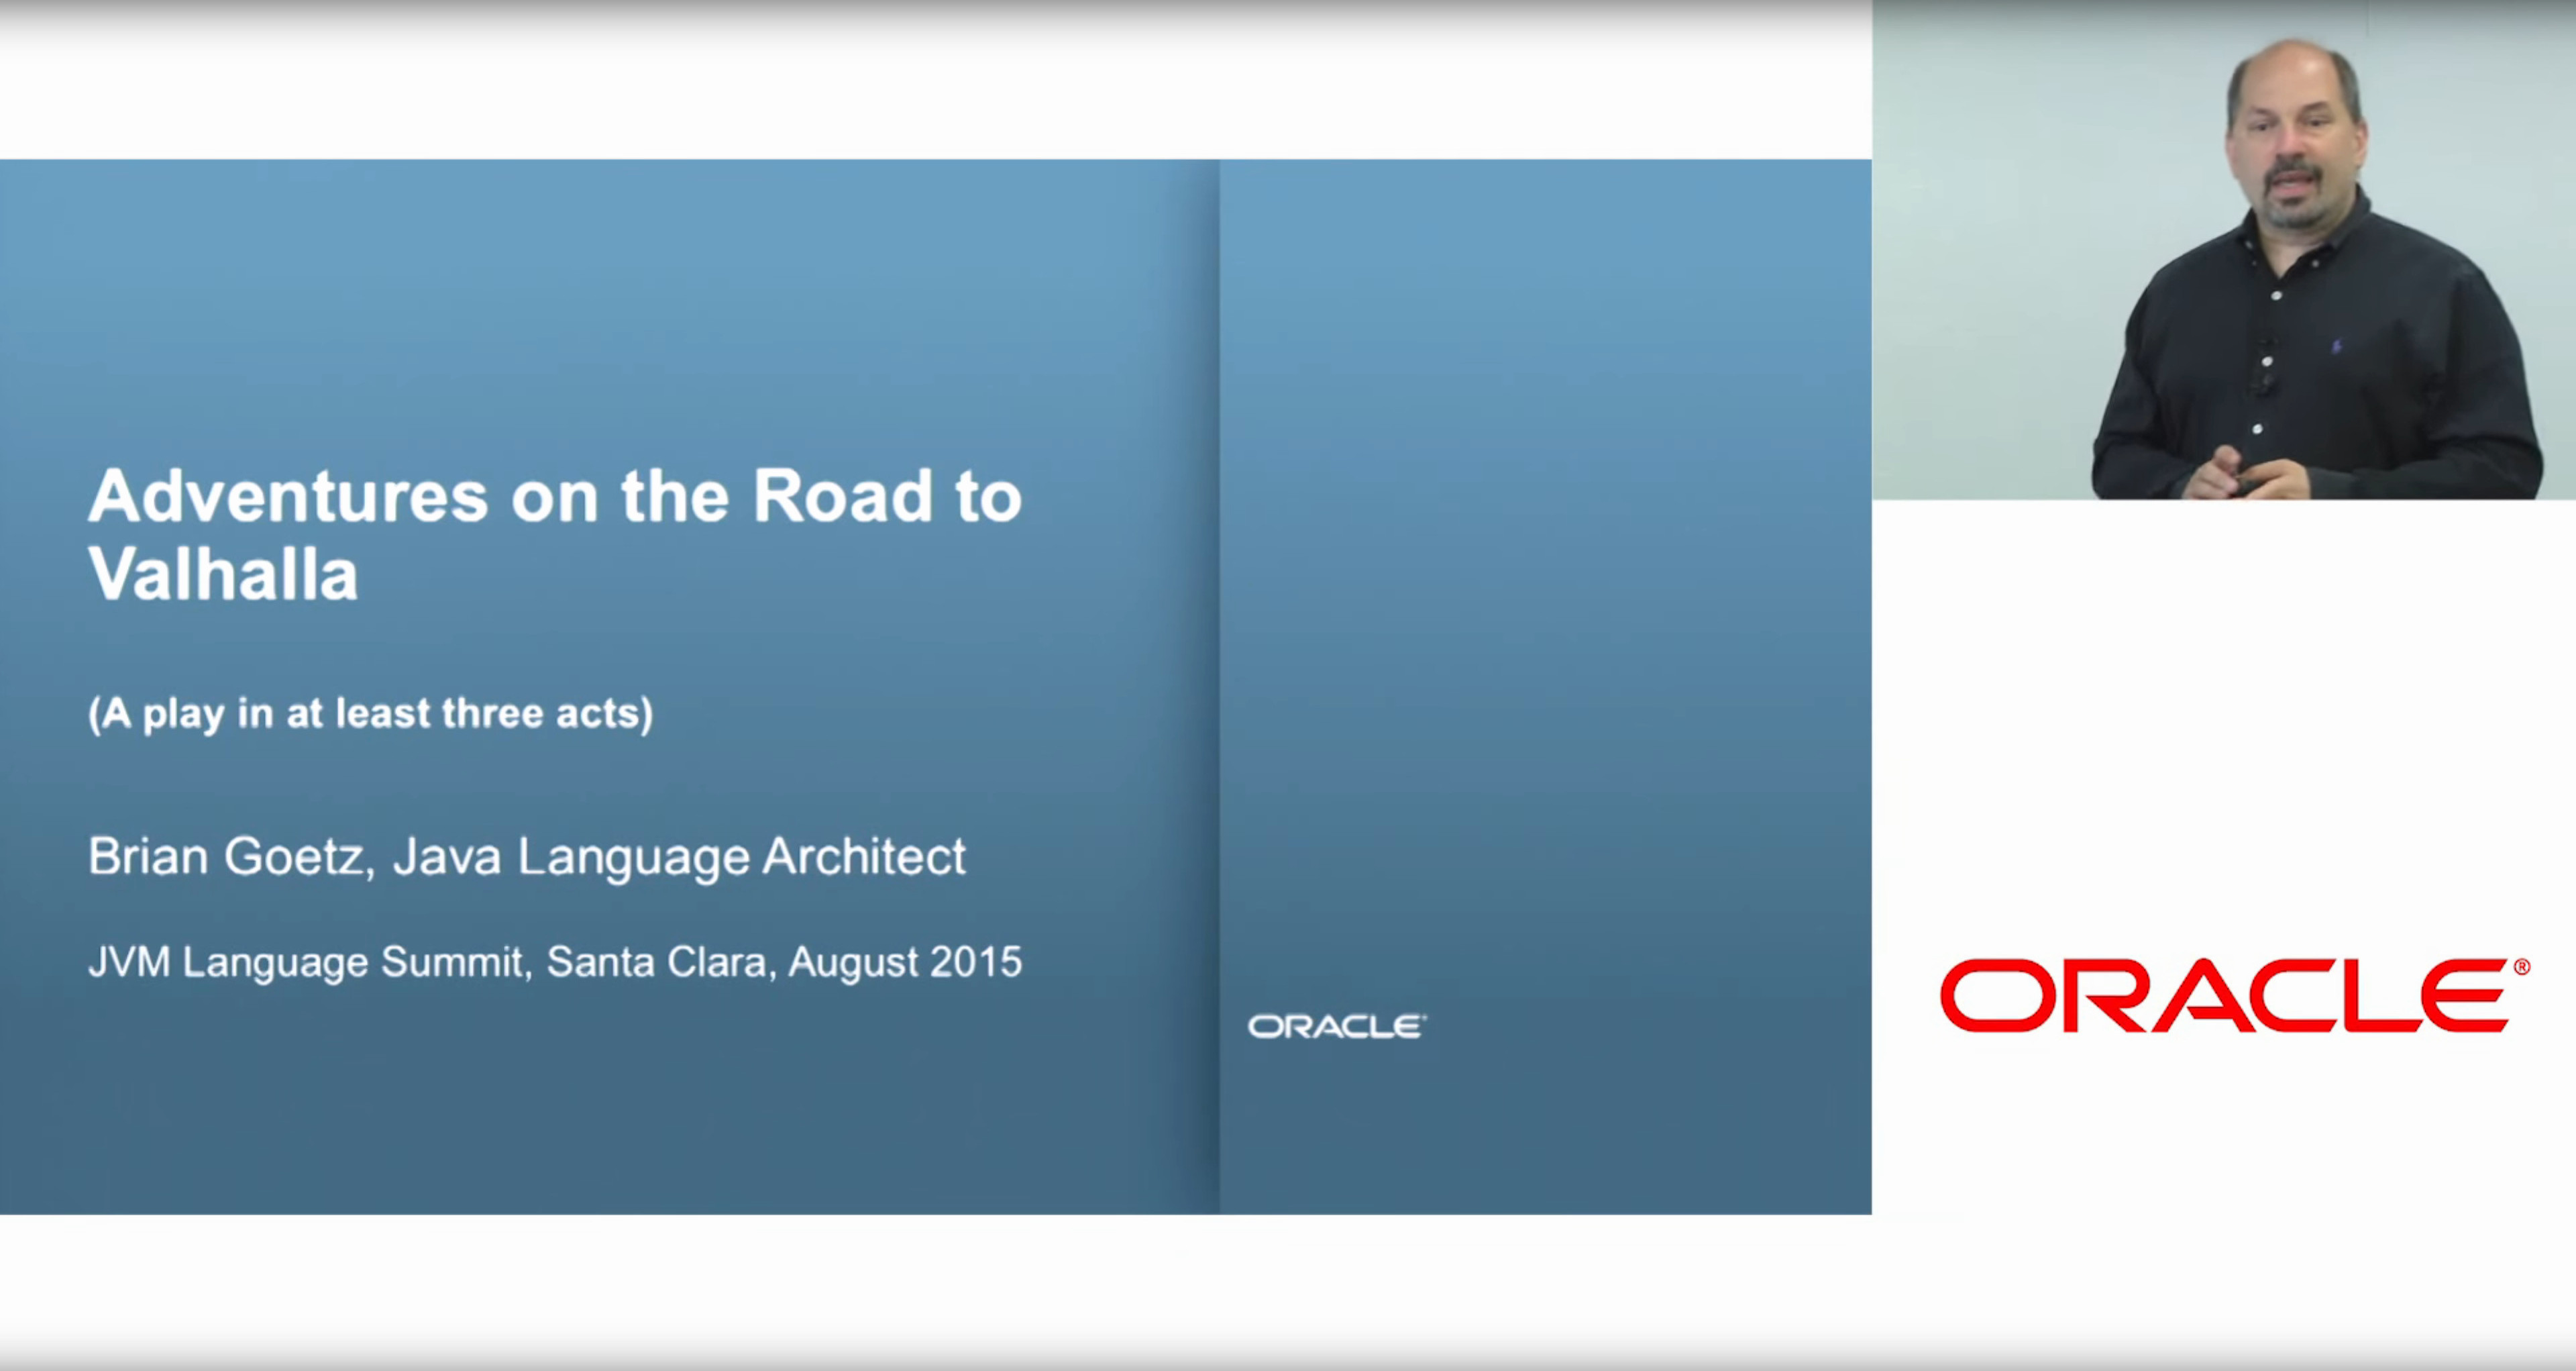 Adventures on the Road to
Valhalla
(A play in at least three acts)
Brian Goetz, Java Language Architect
JVM Language Summit, Santa Clara, August 2015
ORACLE®
ORACLE®